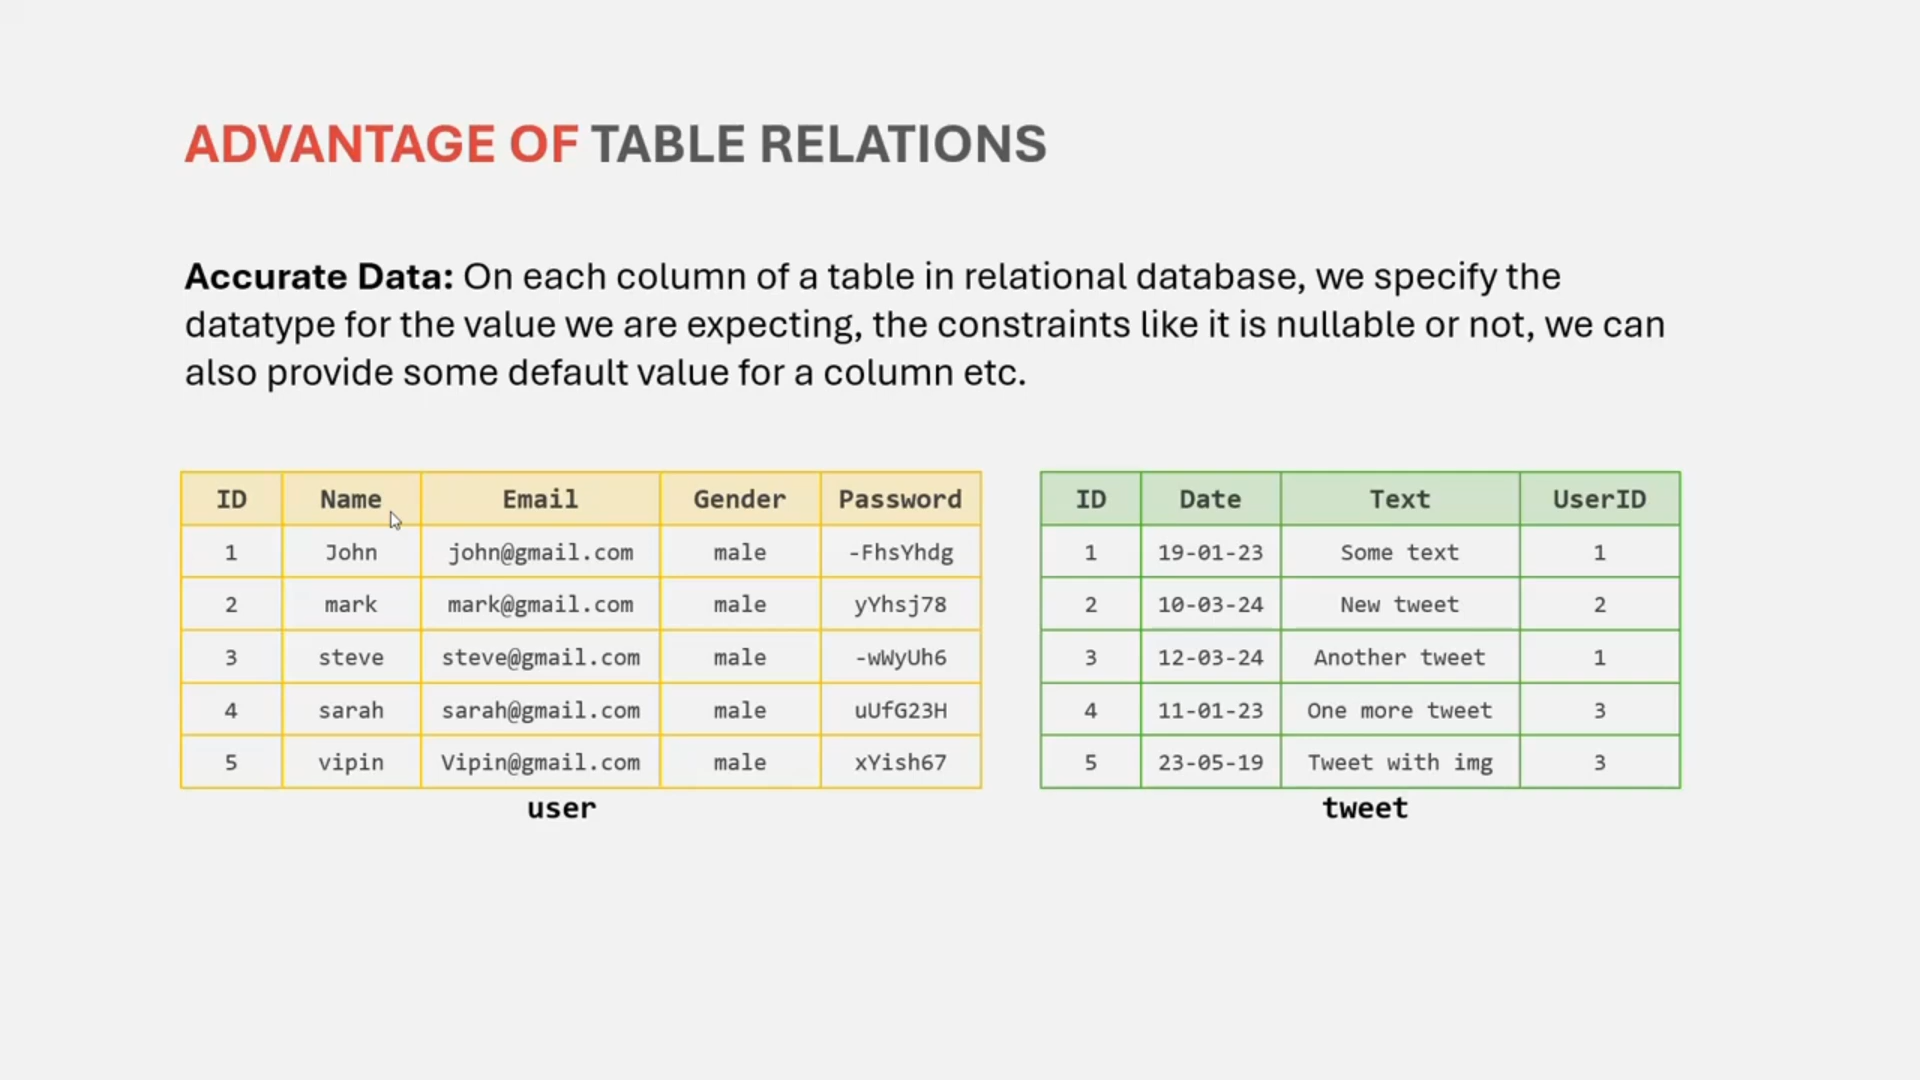 ADVANTAGE OF TABLE RELATIONS
Accurate Data: On each column of a table in relational database, we specify the
datatype for the value we are expecting, the constraints like it is nullable or not, we can
also provide some default value for a column etc.
ID Name Email Gender Password
1 John john@gmail.com male -FhsYhdg
2 mark mark@gmail.com male yYhsj78
3 steve steve@gmail.com male -wWyUh6
4 sarah sarah@gmail.com male uUfG23H
5 vipin Vipin@gmail.com male xYish67
user
ID Date Text UserID
1 19-01-23 Some text 1
2 10-03-24 New tweet 2
3 12-03-24 Another tweet 1
4 11-01-23 One more tweet 3
5 23-05-19 Tweet with img 3
tweet